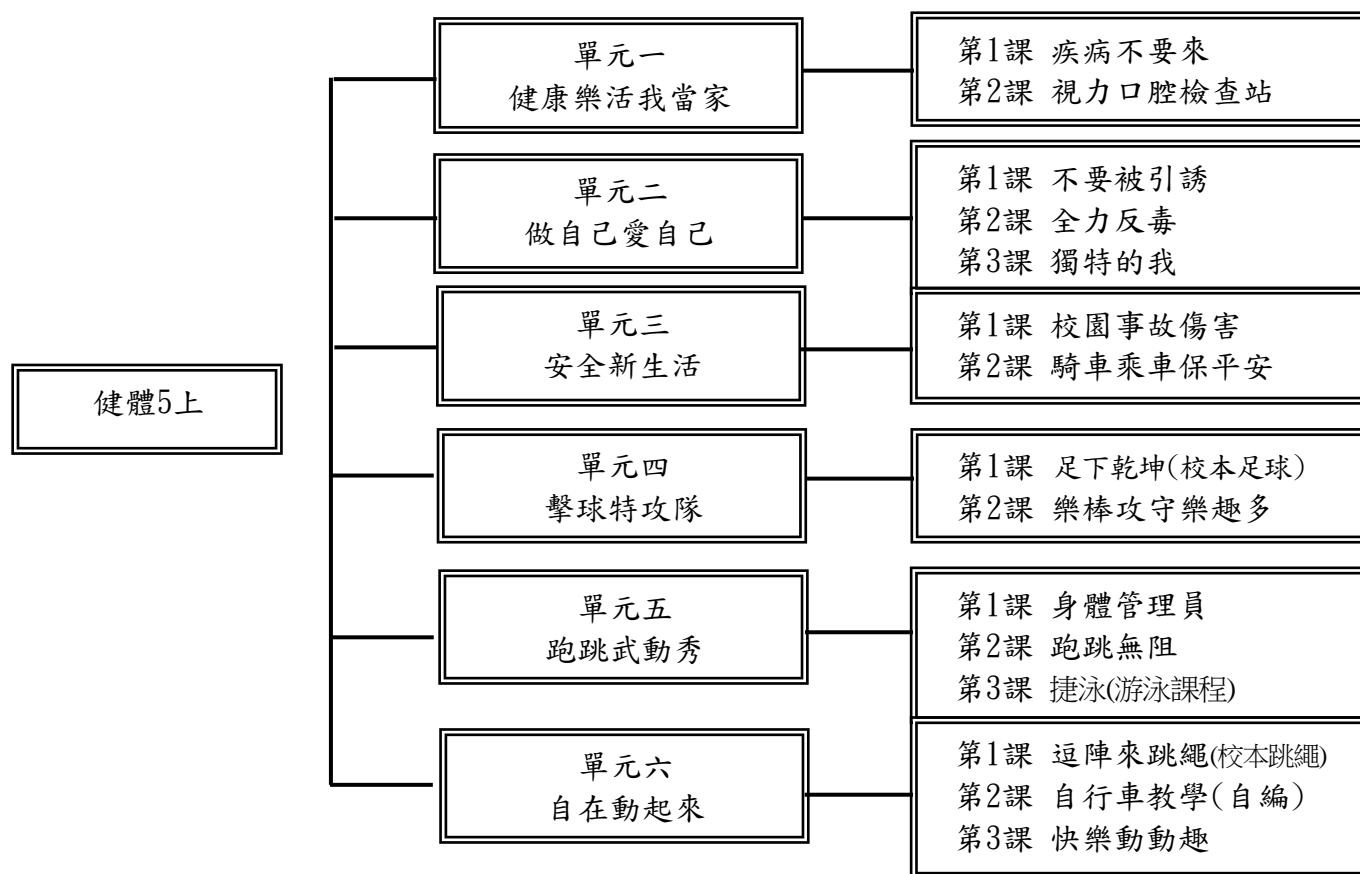 健體5上
單元一
健康樂活我當家
第1課 疾病不要來
第2課 視力口腔檢查站
單元二
做自己愛自己
第1課 不要被引誘
第2課 全力反毒
第3課 獨特的我
單元三
安全新生活
第1課 校園事故傷害
第2課 騎車乘車保平安
單元四
擊球特攻隊
第1課 足下乾坤(校本足球)
第2課 樂棒攻守樂趣多
單元五
跑跳武動秀
第1課 身體管理員
第2課 跑跳無阻
第3課 捷泳(游泳課程)
單元六
自在動起來
第1課 逗陣來跳繩(校本跳繩)
第2課 自行車教學(自編)
第3課 快樂動動趣